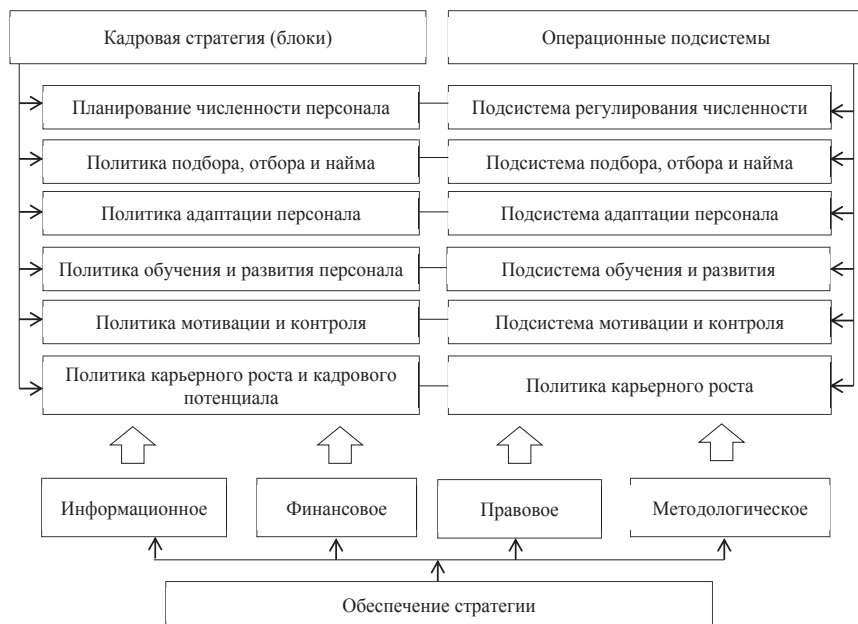 Кадровая стратегия (блоки)
Операционные подсистемы
Планирование численности персонала
Подсистема регулирования численности
Политика подбора, отбора и найма
Подсистема подбора, отбора и найма
Политика адаптации персонала
Подсистема адаптации персонала
Политика обучения и развития персонала
Подсистема обучения и развития
Политика мотивации и контроля
Подсистема мотивации и контроля
Политика карьерного роста и кадрового
потенциала
Политика карьерного роста
Информационное
Финансовое
Правовое
Методологическое
Обеспечение стратегии